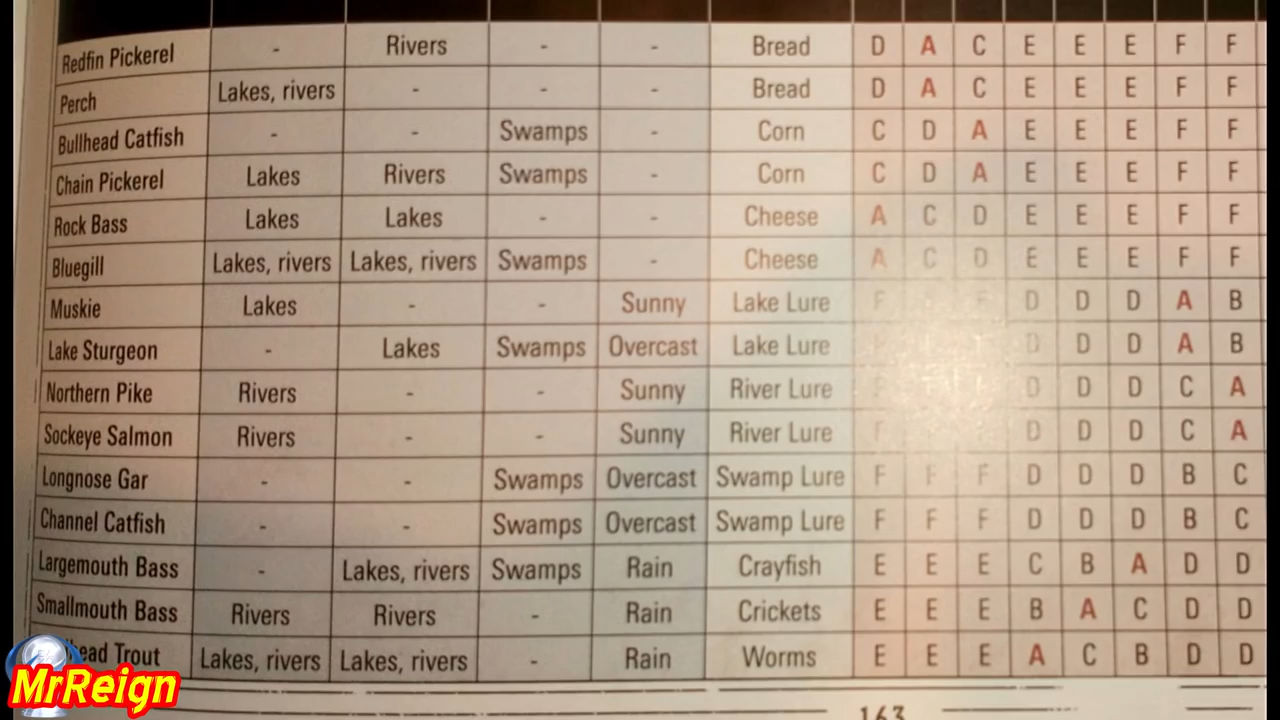 Redfin Pickerel - Rivers - - Bread D A C E E E F F
Perch Lakes, rivers - - - Bread D A C E E E F F
Bullhead Catfish - - Swamps - Corn C D A E E E F F
Chain Pickerel Lakes Rivers Swamps - Corn C D A E E E F F
Rock Bass Lakes Lakes - - Cheese A C D E E E F F
Bluegill Lakes, rivers Lakes, rivers Swamps - Cheese A C D E E E F F
Muskie Lakes - - Sunny Lake Lure F F D D D A B
Lake Sturgeon - Lakes Swamps Overcast Lake Lure D D D A B
Northern Pike Rivers - - Sunny River Lure D D D C A
Sockeye Salmon Rivers - - Sunny River Lure F D D D C A
Longnose Gar - - Swamps Overcast Swamp Lure F F F D D D B C
Channel Catfish - - Swamps Overcast Swamp Lure F F F D D D B C
Largemouth Bass - Lakes, rivers Swamps Rain Crayfish E E E C B A D D
Smallmouth Bass Rivers Rivers - Rain Crickets E E E B A C D D
head Trout Lakes, rivers Lakes, rivers - Rain Worms E E E A C B D D
MrReign
163